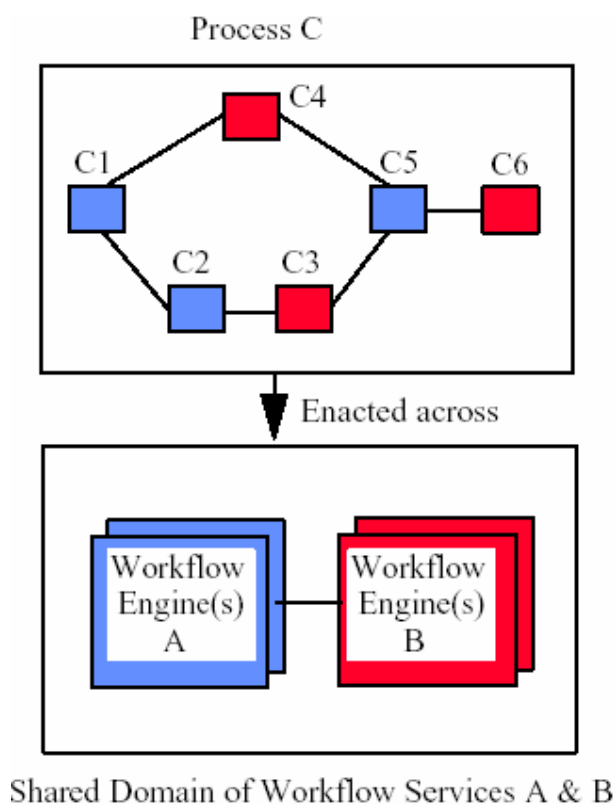 Process C
C4
C1
C5
C6
C2
C3
Enacted across
Workflow
Engine(s)
A
Workflow
Engine(s)
B
Shared Domain of Workflow Services A & B